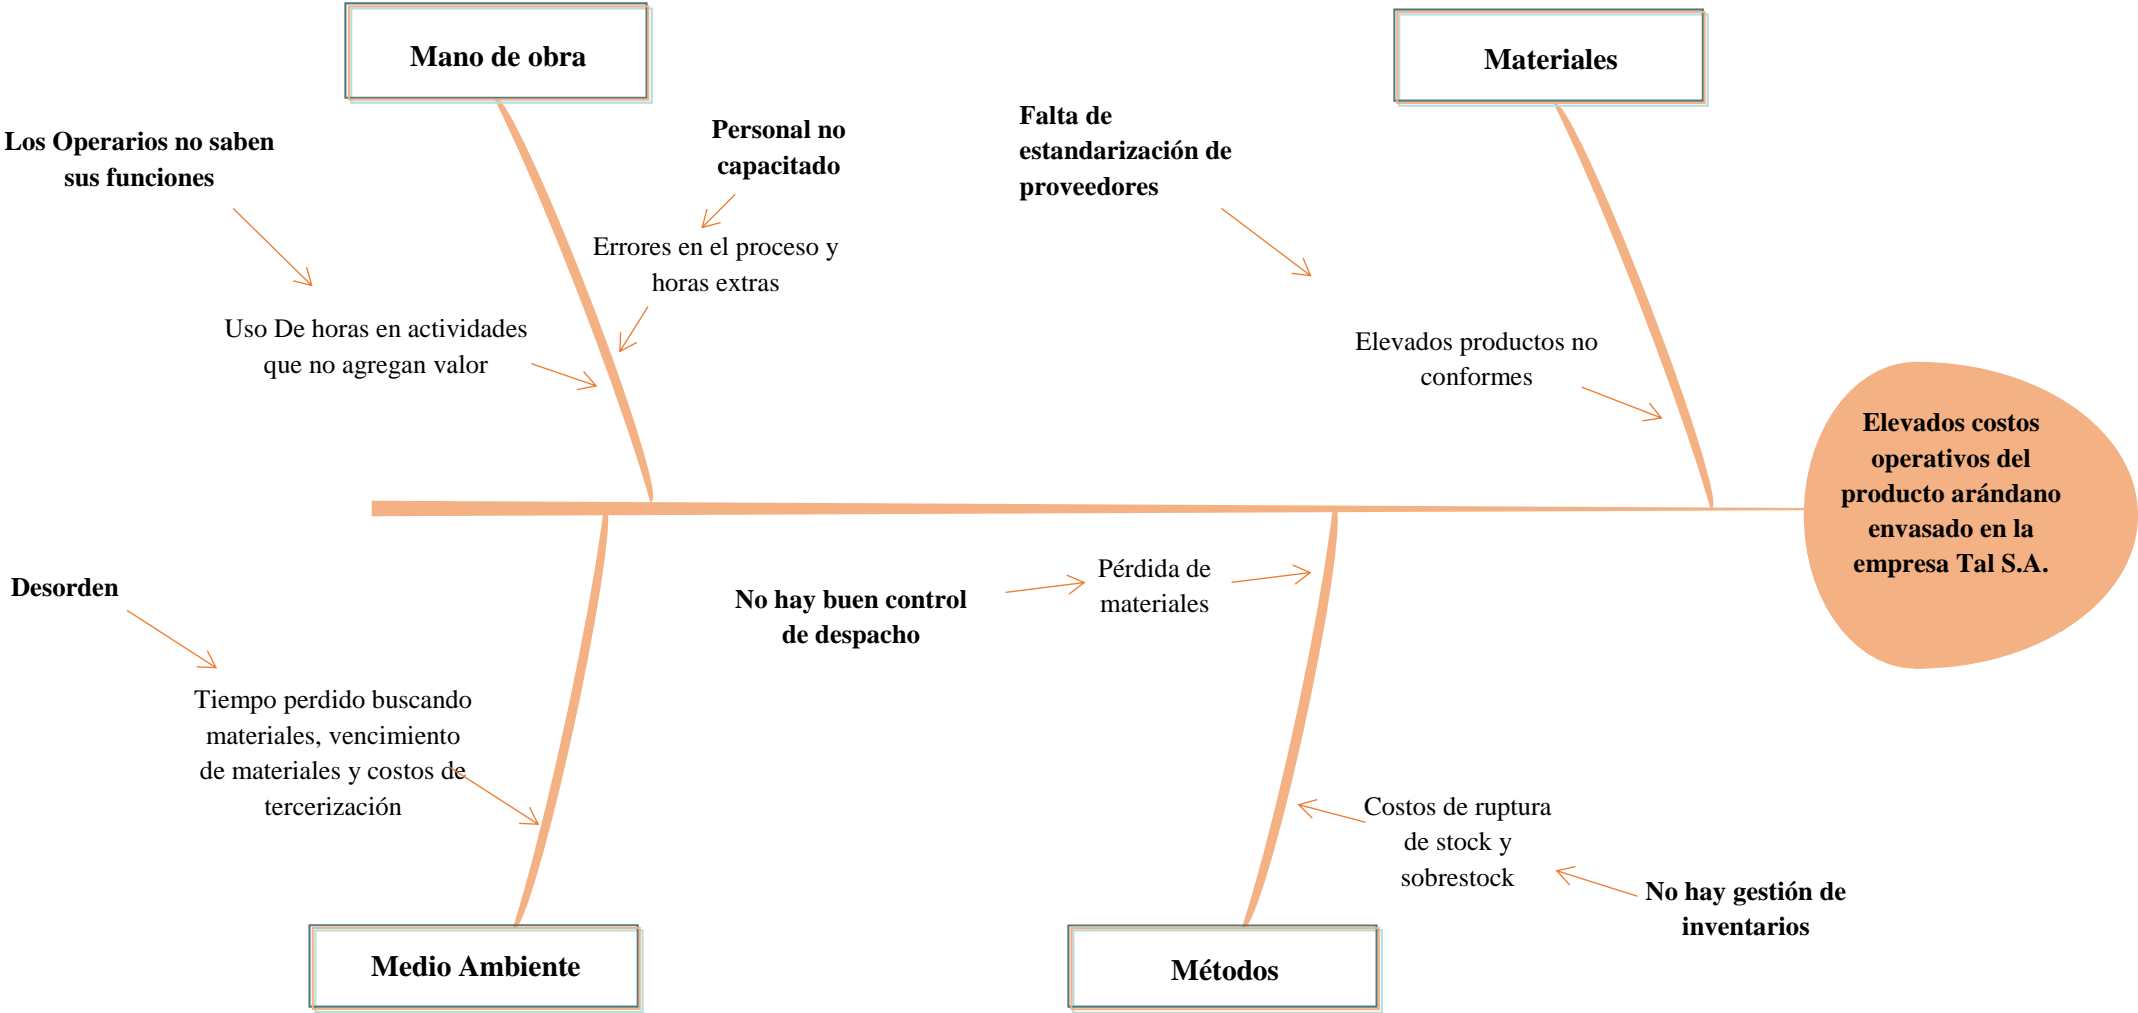 Mano de obra
Materiales
Los Operarios no saben
sus funciones
Personal no
capacitado
Falta de
estandarización de
proveedores
Errores en el proceso y
horas extras
Uso De horas en actividades
que no agregan valor
Elevados productos no
conformes
Elevados costos
operativos del
producto arándano
envasado en la
empresa Tal S.A.
Desorden
No hay buen control
de despacho
Pérdida de
materiales
Tiempo perdido buscando
materiales, vencimiento
de materiales y costos de
tercerización
Costos de ruptura
de stock y
sobrestock
No hay gestión de
inventarios
Medio Ambiente
Métodos